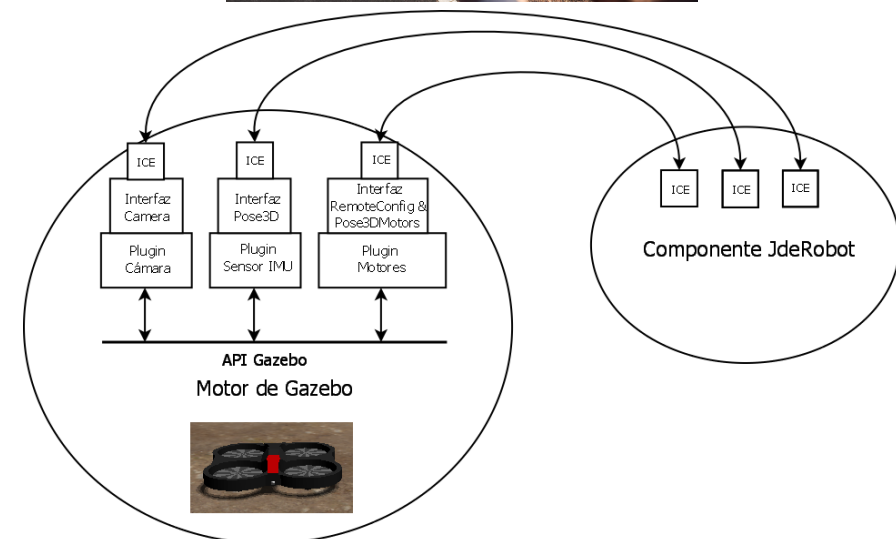 ICE
ICE
ICE
Interfaz
Camera
Interfaz
Pose3D
Interfaz
RemoteConfig &
Pose3DMotors
Plugin
Cámara
Plugin
Sensor IMU
Plugin
Motores
API Gazebo
Motor de Gazebo
ICE
ICE
ICE
Componente JdeRobot